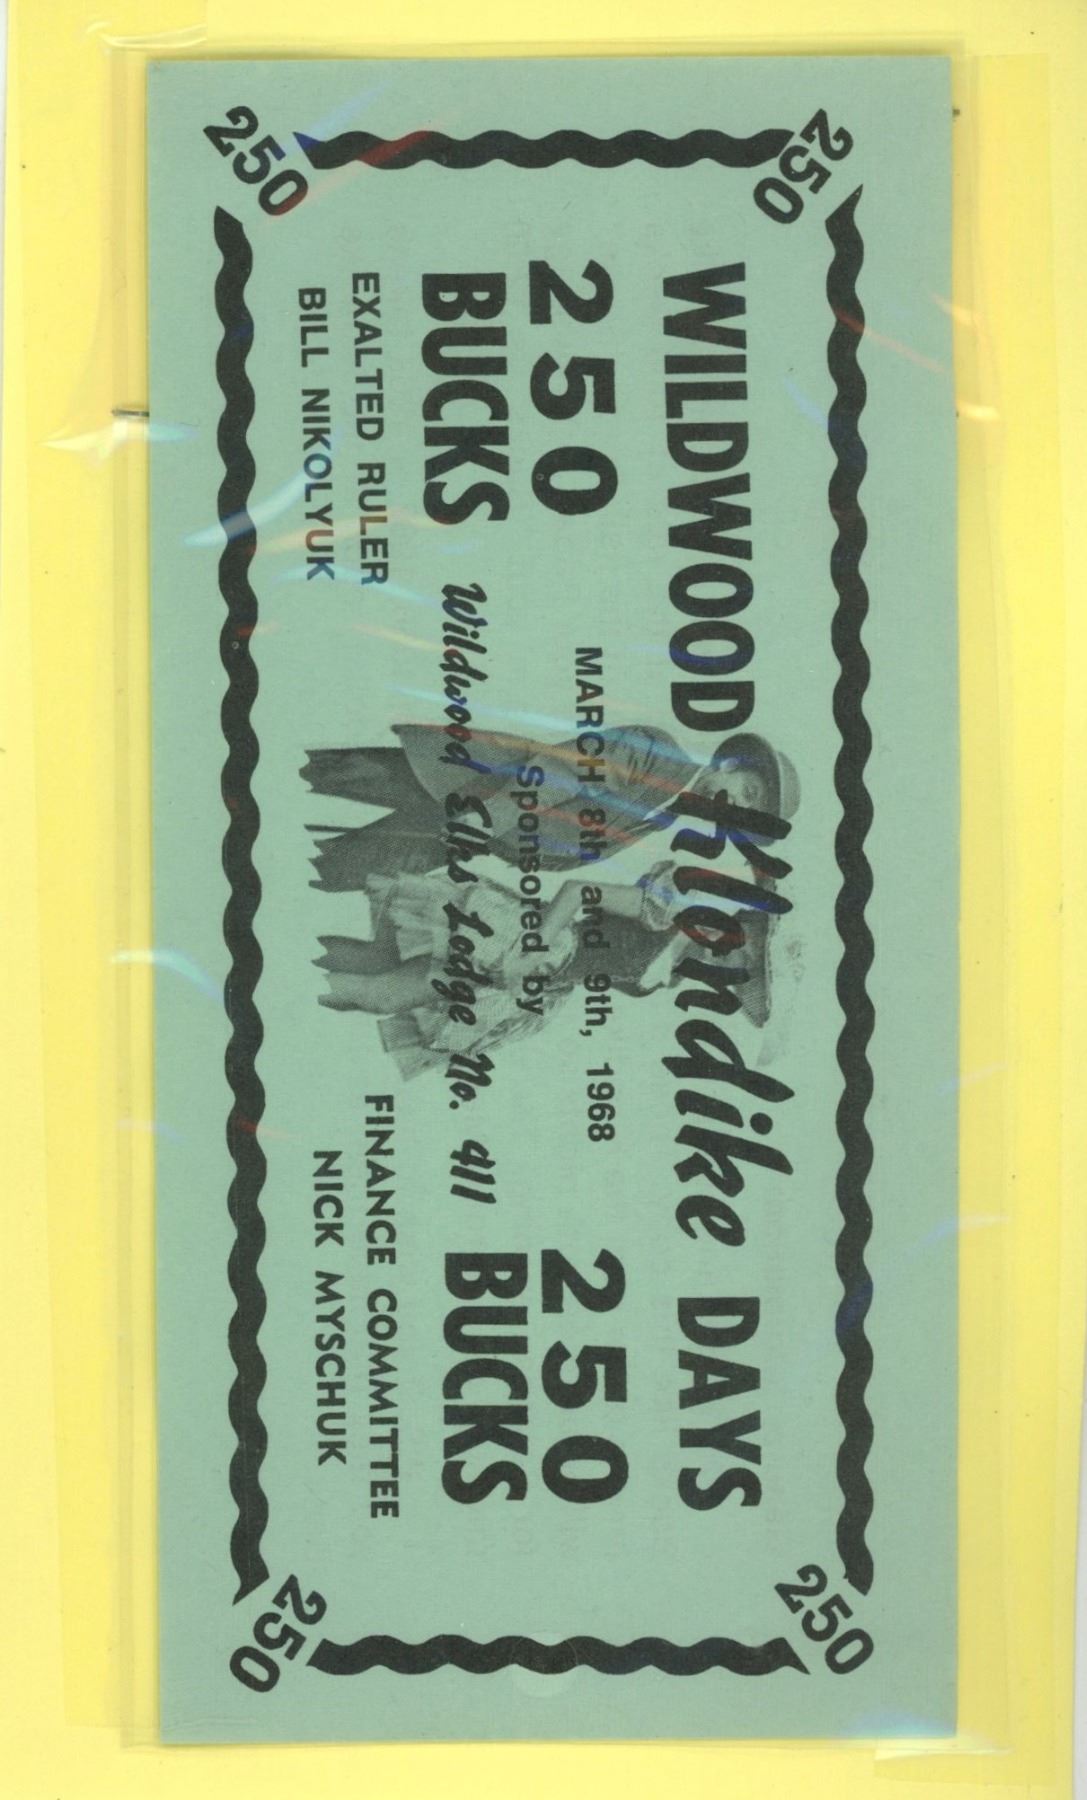 250
250
WILDWOOD Klondike DAYS
MARCH 8th and 9th, 1968
250
250
Sponsored by
BUCKS
Wildwood Elks Lodge No. 411
BUCKS
EXALTED RULER
FINANCE COMMITTEE
BILL NIKOLYUK
NICK MYSCHUK
250
250